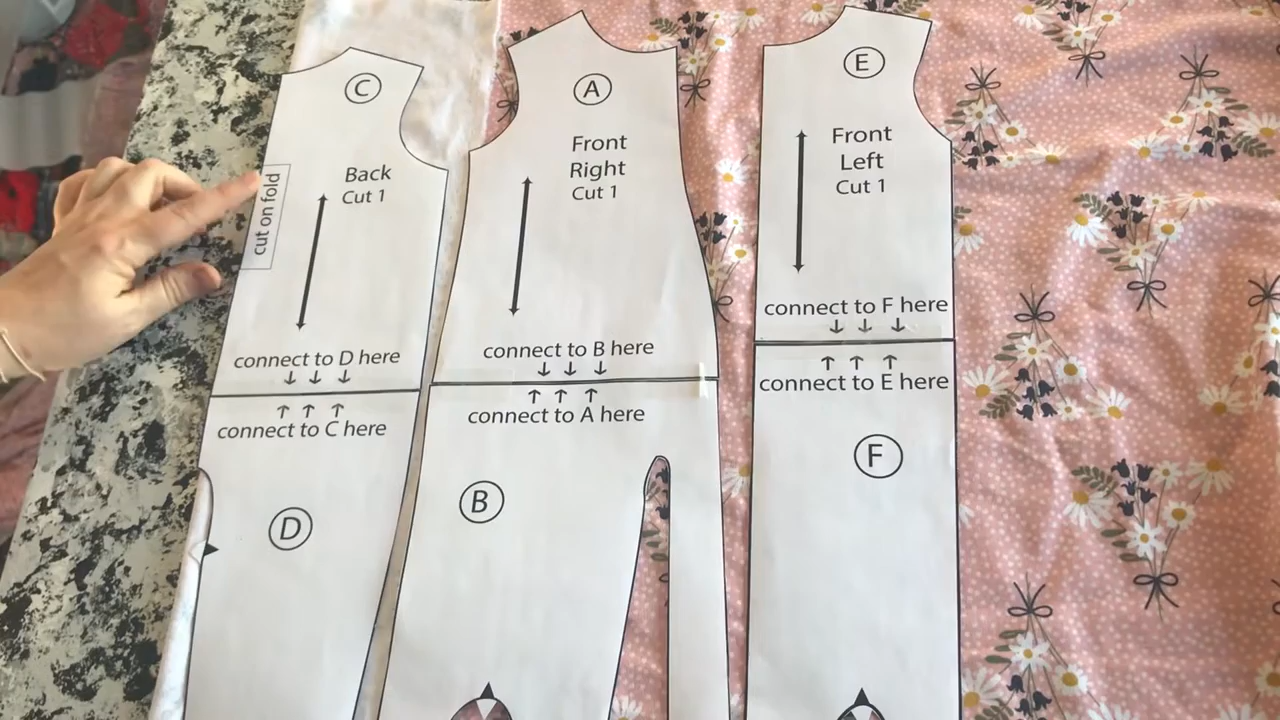 C
Back
Cut 1
cut on fold
connect to D here
connect to C here
D
A
Front
Right
Cut 1
connect to B here
connect to A here
B
E
Front
Left
Cut 1
connect to F here
connect to E here
F